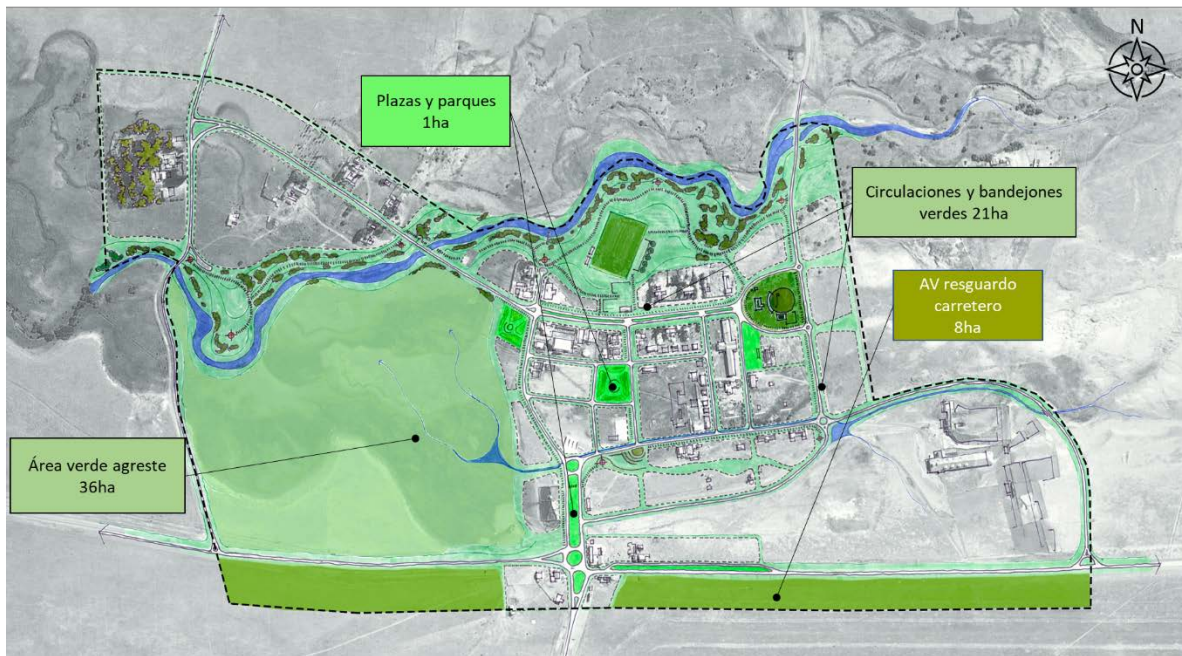 N
Plazas y parques
1ha
Circulaciones y bandejones
verdes 21ha
AV resguardo
carretero
8ha
Área verde agreste
36ha